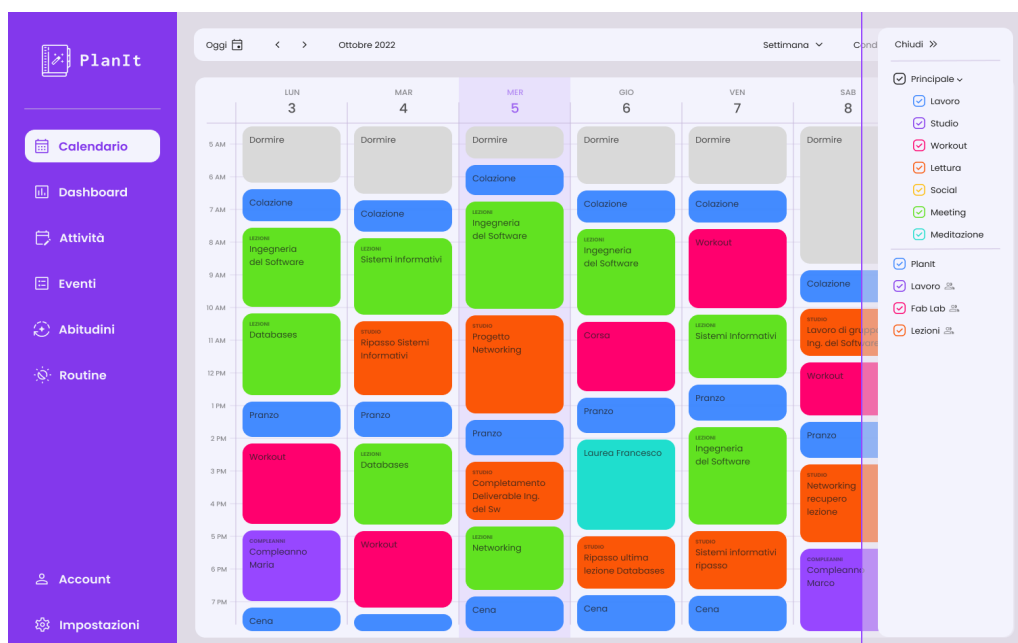 PlanIt
Calendario
Dashboard
Attività
Eventi
Abitudini
Routine
Account
Impostazioni
Oggi
Ottobre 2022
Settimana
Cond
LUN
3
MAR
4
MER
5
GIO
6
VEN
7
SAB
8
5 AM
6 AM
7 AM
8 AM
9 AM
10 AM
11 AM
12 PM
1 PM
2 PM
3 PM
4 PM
5 PM
6 PM
7 PM
Dormire
Colazione
LEZIONI
Ingegneria
del Software
LEZIONI
Databases
Pranzo
Workout
COMPLEANNI
Compleanno
Maria
Cena
Dormire
Colazione
LEZIONI
Sistemi Informativi
STUDIO
Ripasso Sistemi
Informativi
Pranzo
LEZIONI
Databases
Workout
Dormire
Colazione
LEZIONI
Ingegneria
del Software
STUDIO
Progetto
Networking
Pranzo
STUDIO
Completamento
Deliverable Ing.
del Sw
LEZIONI
Networking
Cena
Dormire
Colazione
LEZIONI
Ingegneria
del Software
Corsa
Pranzo
Laurea Francesco
STUDIO
Ripasso ultima
lezione Databases
Cena
Dormire
Colazione
Workout
LEZIONI
Sistemi Informativi
Pranzo
LEZIONI
Ingegneria
del Software
STUDIO
Sistemi informativi
ripasso
Cena
Dormire
Colazione
STUDIO
Lavoro di gruppo
Ing. del Software
Workout
Pranzo
STUDIO
Networking
recupero
lezione
COMPLEANNI
Compleanno
Marco
Chiudi
Principale
Lavoro
Studio
Workout
Lettura
Social
Meeting
Meditazione
PlanIt
Lavoro
Fab Lab
Lezioni